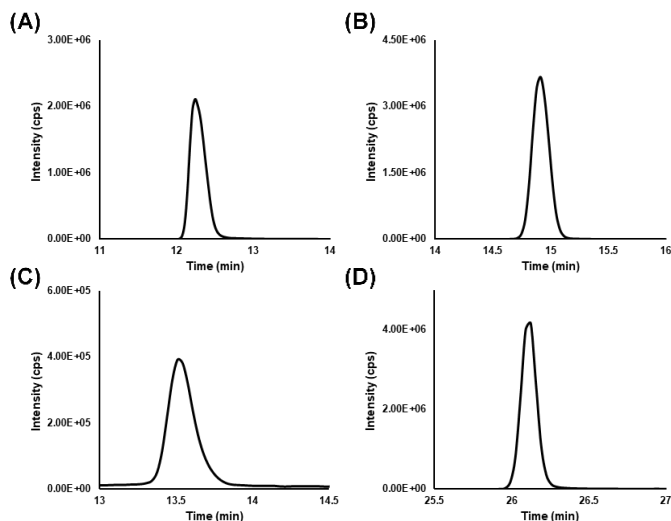 (A)
3.00E+06
2.00E+06
1.00E+06
0.00E+00
Intensity (cps)
11 12 13 14
Time (min)
(B)
4.50E+06
3.00E+06
1.50E+06
0.00E+00
Intensity (cps)
14 14.5 15 15.5 16
Time (min)
(C)
6.00E+05
4.00E+05
2.00E+05
0.00E+00
Intensity (cps)
13 13.5 14 14.5
Time (min)
(D)
4.00E+06
2.00E+06
0.00E+00
Intensity (cps)
25.5 26 26.5 27
Time (min)